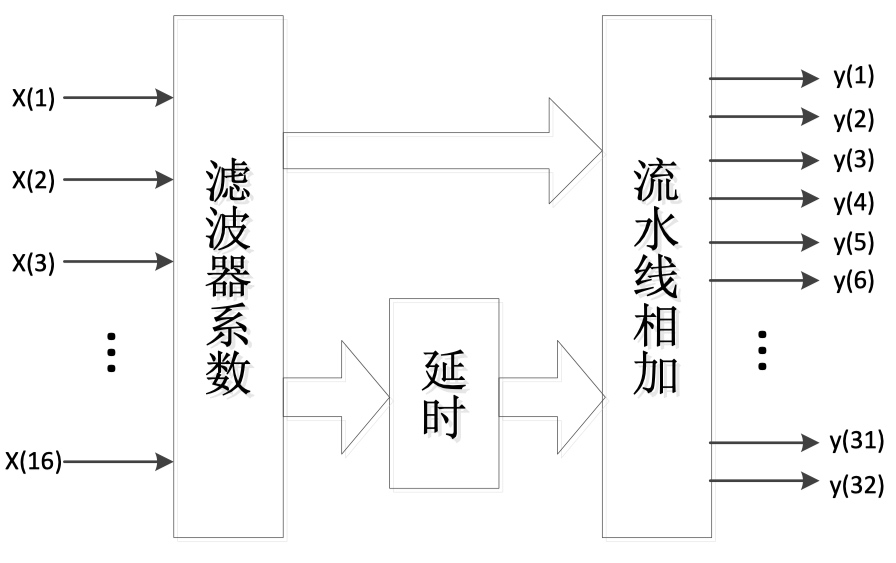 X(1)
X(2)
X(3)
X(16)
滤波器系数
延时
流水线相加
y(1)
y(2)
y(3)
y(4)
y(5)
y(6)
y(31)
y(32)